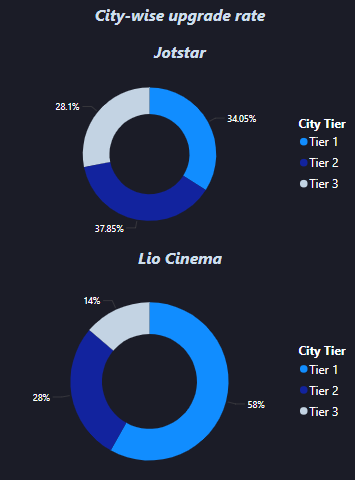 City-wise upgrade rate
Jotstar
28.1%
34.05%
37.85%
City Tier
Tier 1
Tier 2
Tier 3
Lio Cinema
14%
28%
58%
City Tier
Tier 1
Tier 2
Tier 3